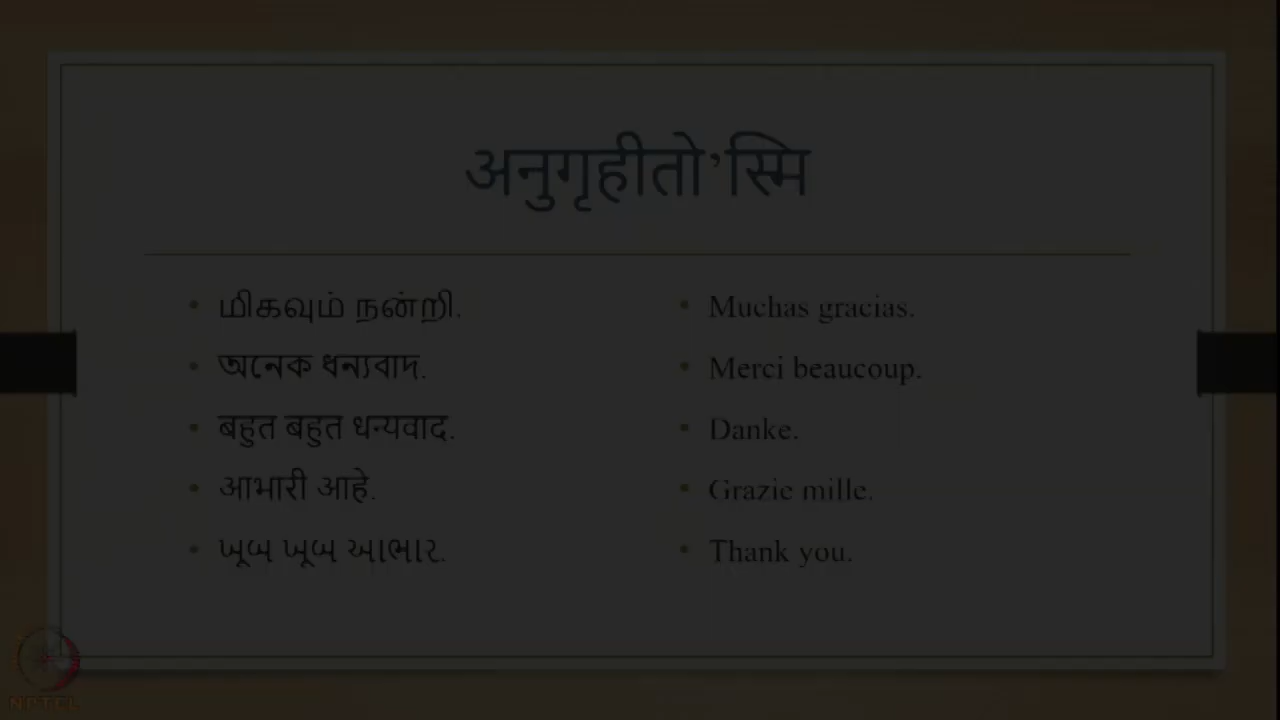 अनुगृहीतो’स्मि
மிகவும் நன்றி.
অনেক ধন্যবাদ.
बहुत बहुत धन्यवाद.
आभारी आहे.
ખૂબ ખૂબ આભાર.
Muchas gracias.
Merci beaucoup.
Danke.
Grazie mille.
Thank you.
NPTEL